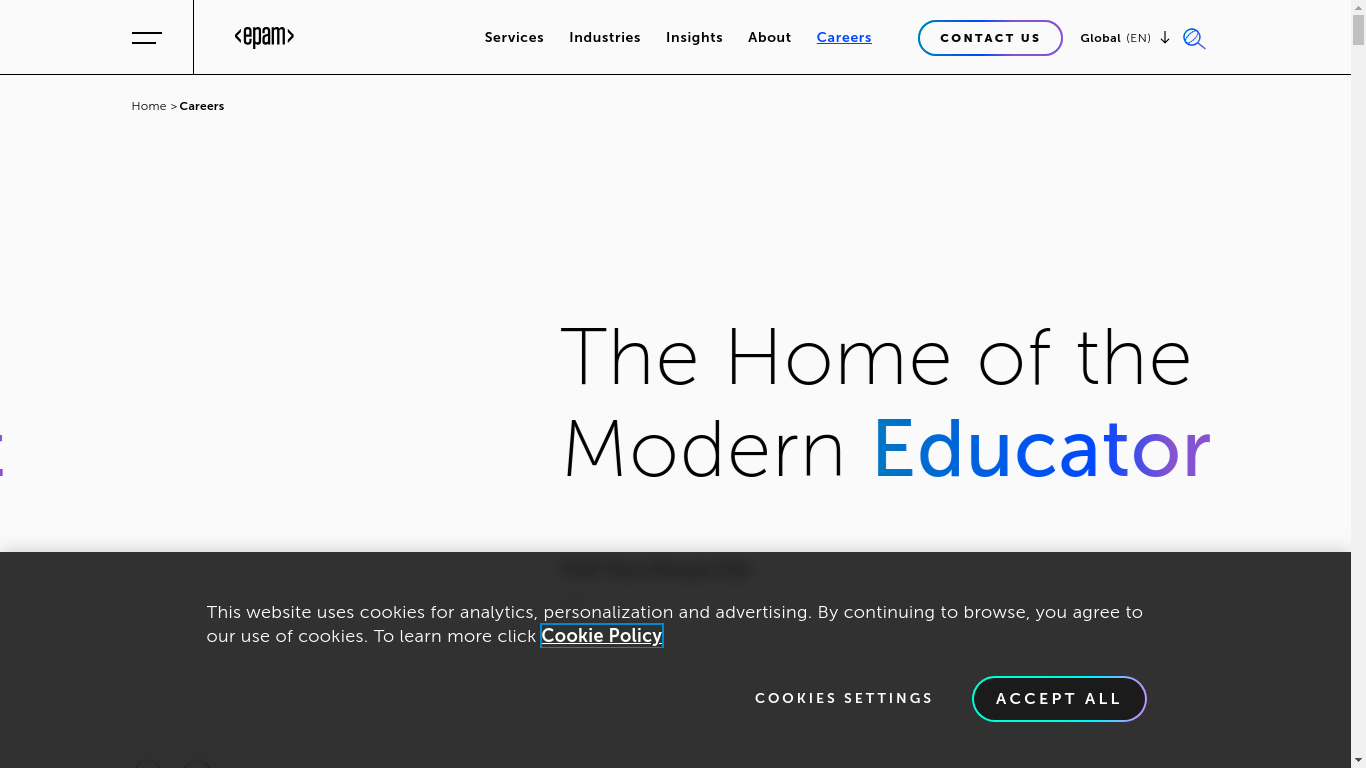 <epam>
Services Industries Insights About Careers CONTACT US Global (EN)
Home > Careers
The Home of the
Modern Educator
This website uses cookies for analytics, personalization and advertising. By continuing to browse, you agree to
our use of cookies. To learn more click Cookie Policy
COOKIES SETTINGS ACCEPT ALL